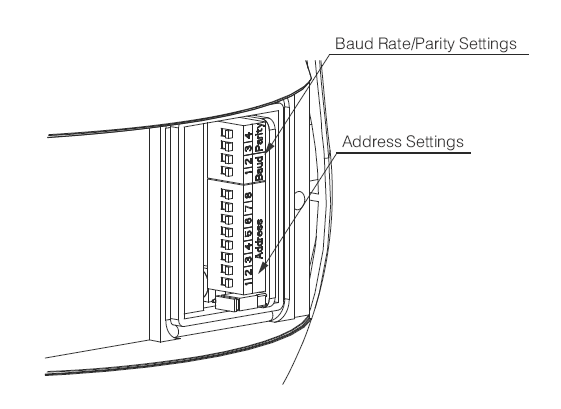 Baud Rate/Parity Settings
Address Settings
1 2 3 4
Baud Parity
1 2 3 4 5 6 7 8
Address